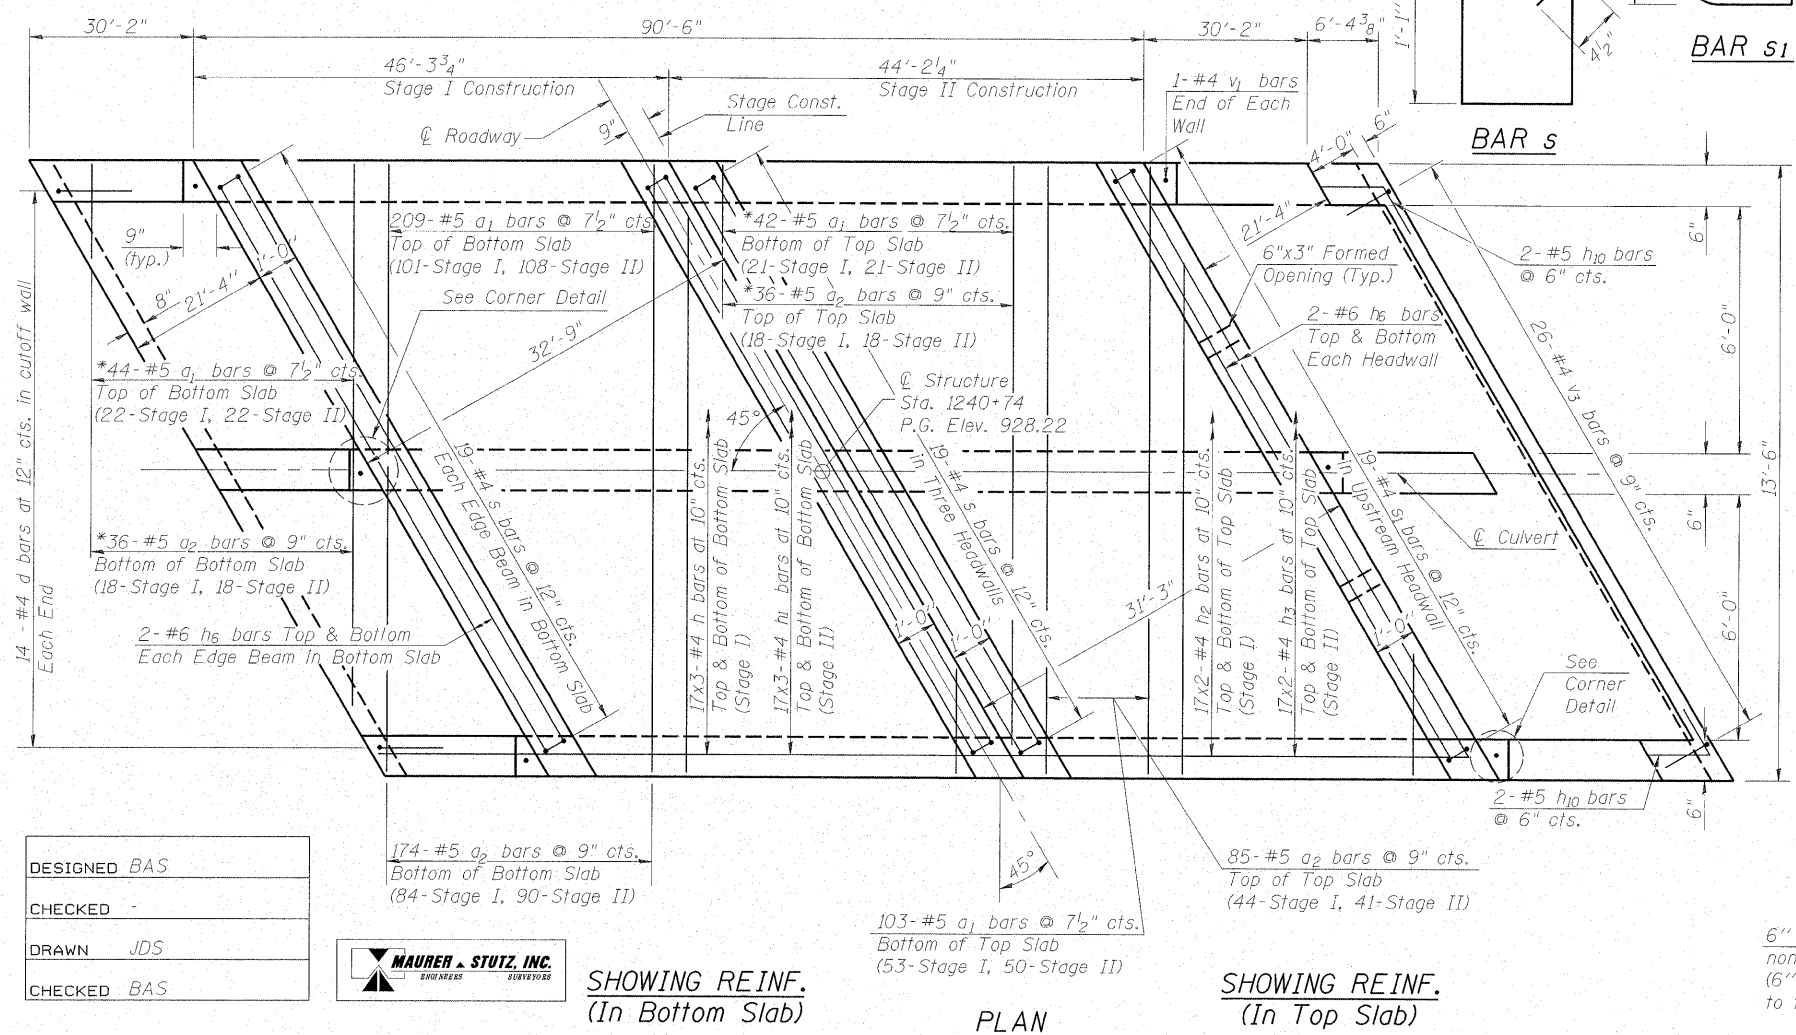 30'-2"
90'-6"
30'-2"
6'-4 3/8"
1'-1"
4 1/2"
BAR s1
BAR s
46'-3 3/4"
Stage I Construction
44'-2 1/4"
Stage II Construction
℄ Roadway
9"
Stage Const.
Line
1-#4 v1 bars
End of Each
Wall
4'-0"
6"
209-#5 a1 bars @ 7 1/2" cts.
Top of Bottom Slab
(101-Stage I, 108-Stage II)
*42-#5 a1 bars @ 7 1/2" cts.
Bottom of Top Slab
(21-Stage I, 21-Stage II)
*36-#5 a2 bars @ 9" cts.
Top of Top Slab
(18-Stage I, 18-Stage II)
9"
(typ.)
1'-0"
8"
21'-4"
See Corner Detail
32'-9"
21'-4"
6"x3" Formed
Opening (Typ.)
2-#5 h10 bars
@ 6" cts.
6"
2-#6 h6 bars
Top & Bottom
Each Headwall
26-#4 v3 bars @ 9" cts.
6'-0"
13'-6"
14 - #4 d bars at 12" cts. in cutoff wall
Each End
*44-#5 a1 bars @ 7 1/2" cts.
Top of Bottom Slab
(22-Stage I, 22-Stage II)
45°
℄ Structure
Sta. 1240+74
P.G. Elev. 928.22
19-#4 s bars @ 12" cts.
Each Edge Beam in Bottom Slab
17x3-#4 h bars at 10" cts.
Top & Bottom of Bottom Slab
(Stage I)
17x3-#4 h1 bars at 10" cts.
Top & Bottom of Bottom Slab
(Stage II)
19-#4 s bars @ 12" cts.
in Three Headwalls
17x2-#4 h2 bars at 10" cts.
Top & Bottom of Top Slab
(Stage I)
17x2-#4 h3 bars at 10" cts.
Top & Bottom of Top Slab
(Stage II)
19-#4 s1 bars @ 12" cts.
in Upstream Headwall
℄ Culvert
6"
*36-#5 a2 bars @ 9" cts.
Bottom of Bottom Slab
(18-Stage I, 18-Stage II)
2-#6 h6 bars Top & Bottom
Each Edge Beam in Bottom Slab
1'-0"
1'-0"
31'-3"
1'-0"
6'-0"
See
Corner
Detail
2-#5 h10 bars
@ 6" cts.
6"
174-#5 a2 bars @ 9" cts.
Bottom of Bottom Slab
(84-Stage I, 90-Stage II)
45°
85-#5 a2 bars @ 9" cts.
Top of Top Slab
(44-Stage I, 41-Stage II)
103-#5 a1 bars @ 7 1/2" cts.
Bottom of Top Slab
(53-Stage I, 50-Stage II)
DESIGNED BAS
CHECKED -
DRAWN JDS
CHECKED BAS
MAURER & STUTZ, INC.
ENGINEERS SURVEYORS
SHOWING REINF.
(In Bottom Slab)
PLAN
SHOWING REINF.
(In Top Slab)
6"
non
(6"
to